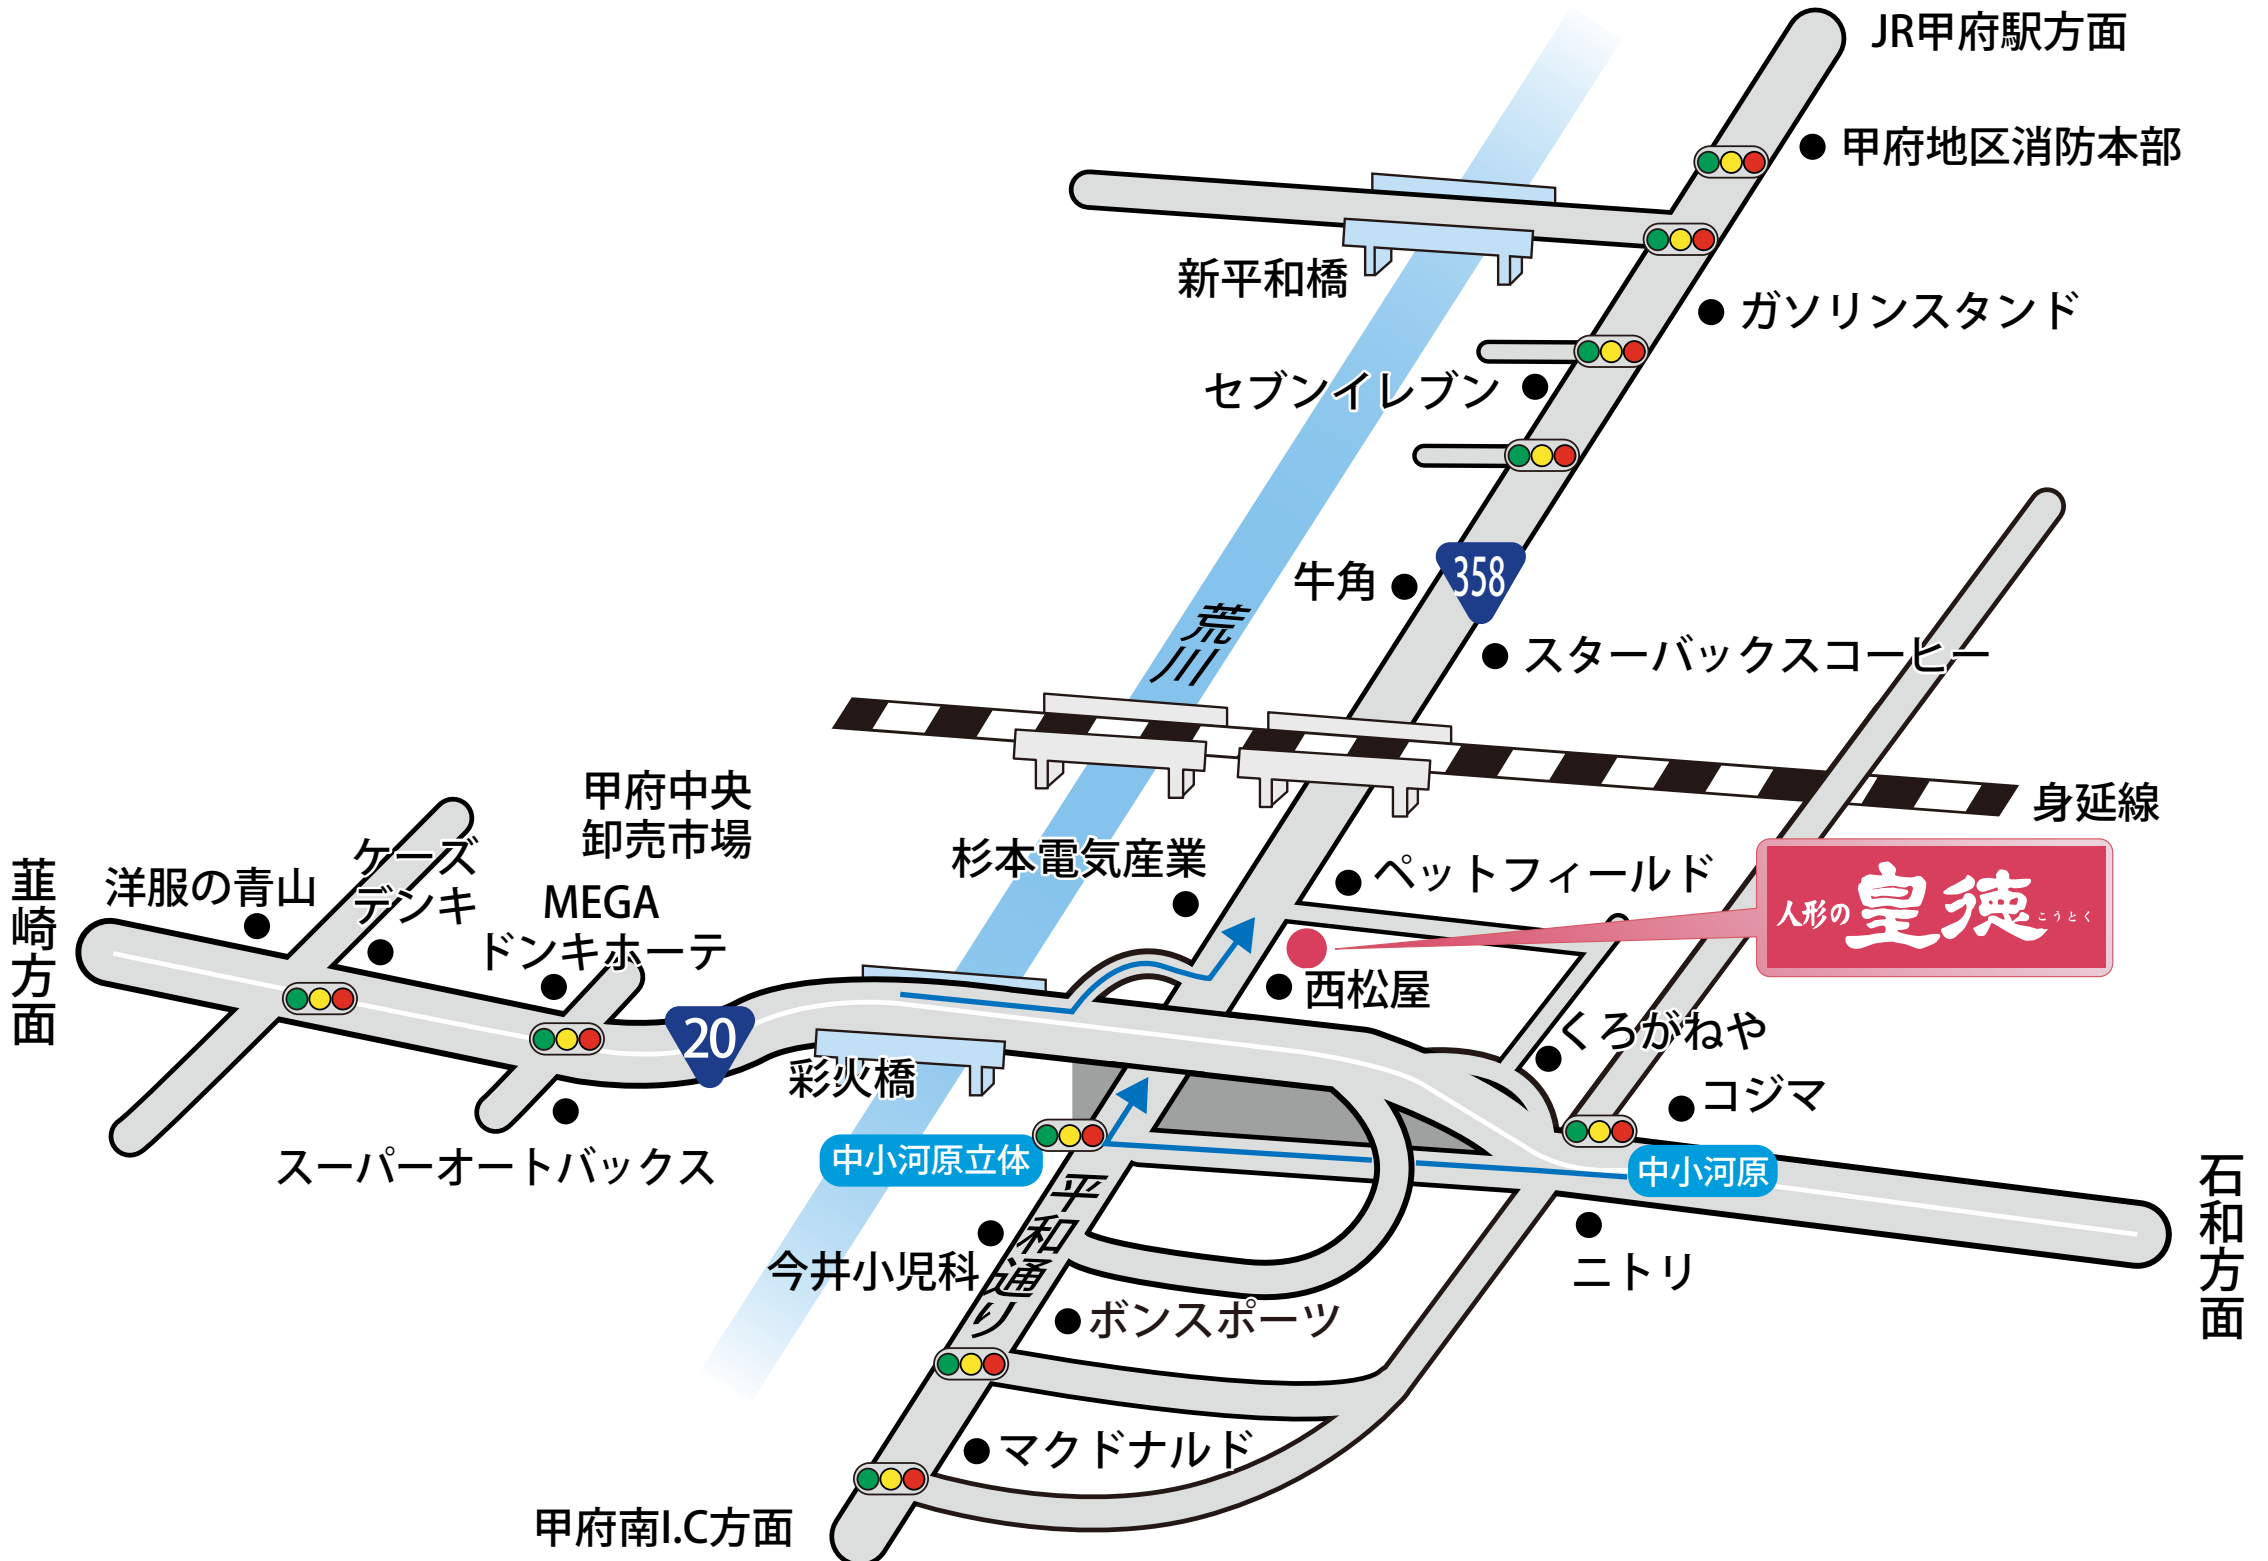 JR甲府駅方面
甲府地区消防本部
新平和橋
ガソリンスタンド
セブンイレブン
牛角
358
荒川
スターバックスコーヒー
身延線
甲府中央
卸売市場
韮崎方面
洋服の青山
ケーズ
デンキ
MEGA
ドンキホーテ
杉本電気産業
ペットフィールド
人形の皇徳こうとく
西松屋
20
彩火橋
くろがねや
コジマ
スーパーオートバックス
中小河原立体
中小河原
石和方面
平和通り
今井小児科
ニトリ
ボンスポーツ
マクドナルド
甲府南I.C方面